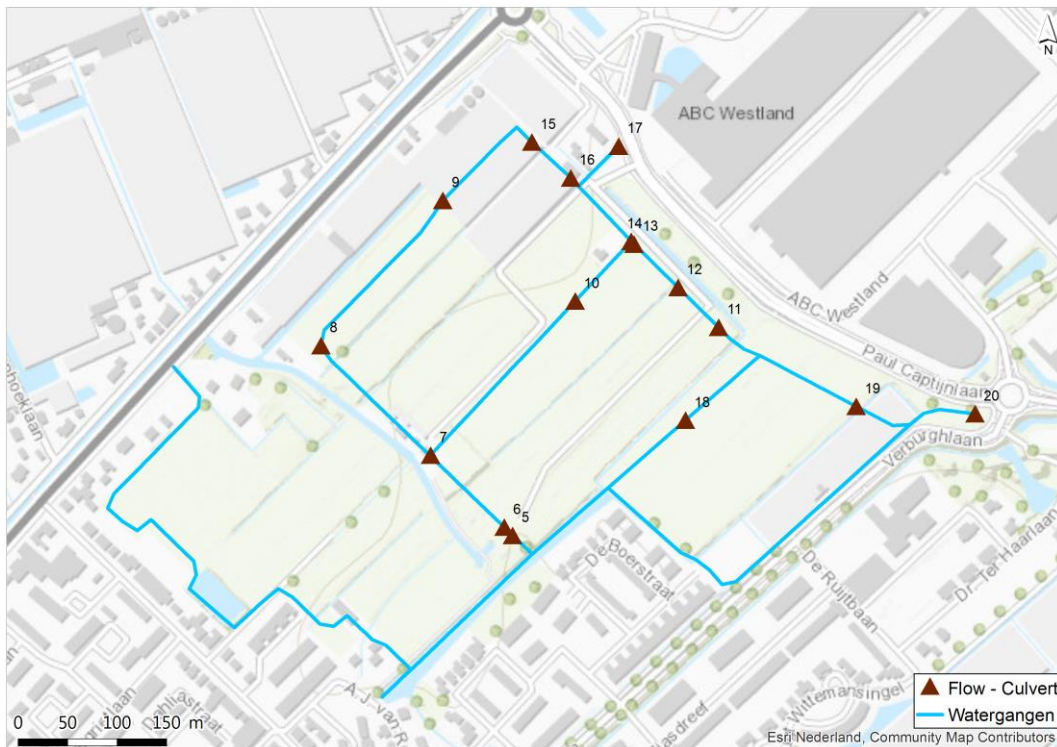 N
ABC Westland
15
17
16
9
14
13
12
10
11
ABC Westland
8
Paul Captijnlaan
18
19
20
7
Verburghlaan
6
5
De Boerstraat
De Ruijtbaan
Dr. Ter Haarlaan
Dahliastraat
A.J. van R
Wittemansingel
Flow - Culvert
Watergangen
0 50 100 150 m
Esri Nederland, Community Map Contributors